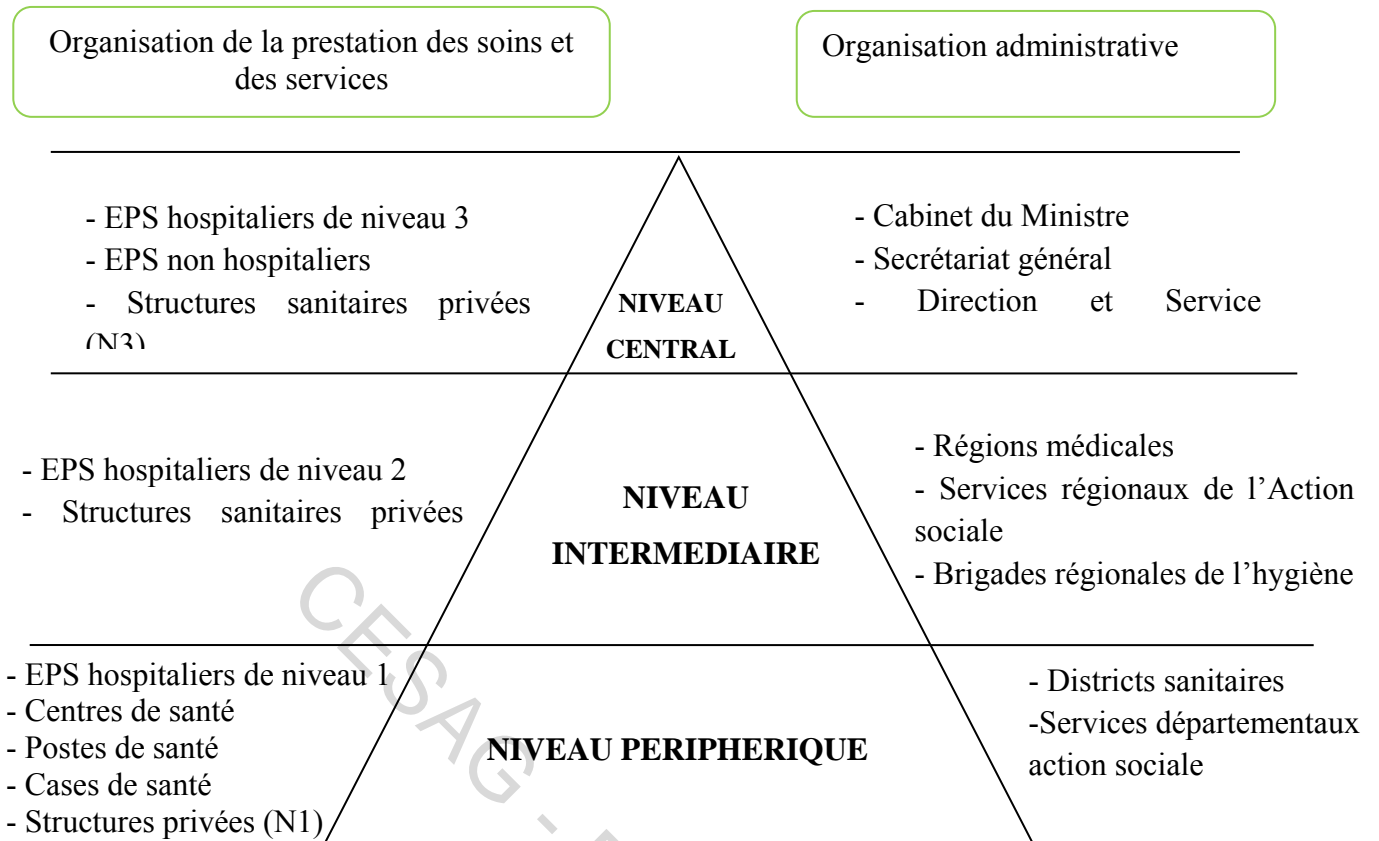 Organisation de la prestation des soins et
des services
Organisation administrative
- EPS hospitaliers de niveau 3
- EPS non hospitaliers
- Structures sanitaires privées
(N3)
NIVEAU
CENTRAL
- Cabinet du Ministre
- Secrétariat général
- Direction et Service
- EPS hospitaliers de niveau 2
- Structures sanitaires privées
NIVEAU
INTERMEDIAIRE
- Régions médicales
- Services régionaux de l’Action
sociale
- Brigades régionales de l’hygiène
- EPS hospitaliers de niveau 1
- Centres de santé
- Postes de santé
- Cases de santé
- Structures privées (N1)
NIVEAU PERIPHERIQUE
- Districts sanitaires
-Services départementaux
action sociale
CESAG -